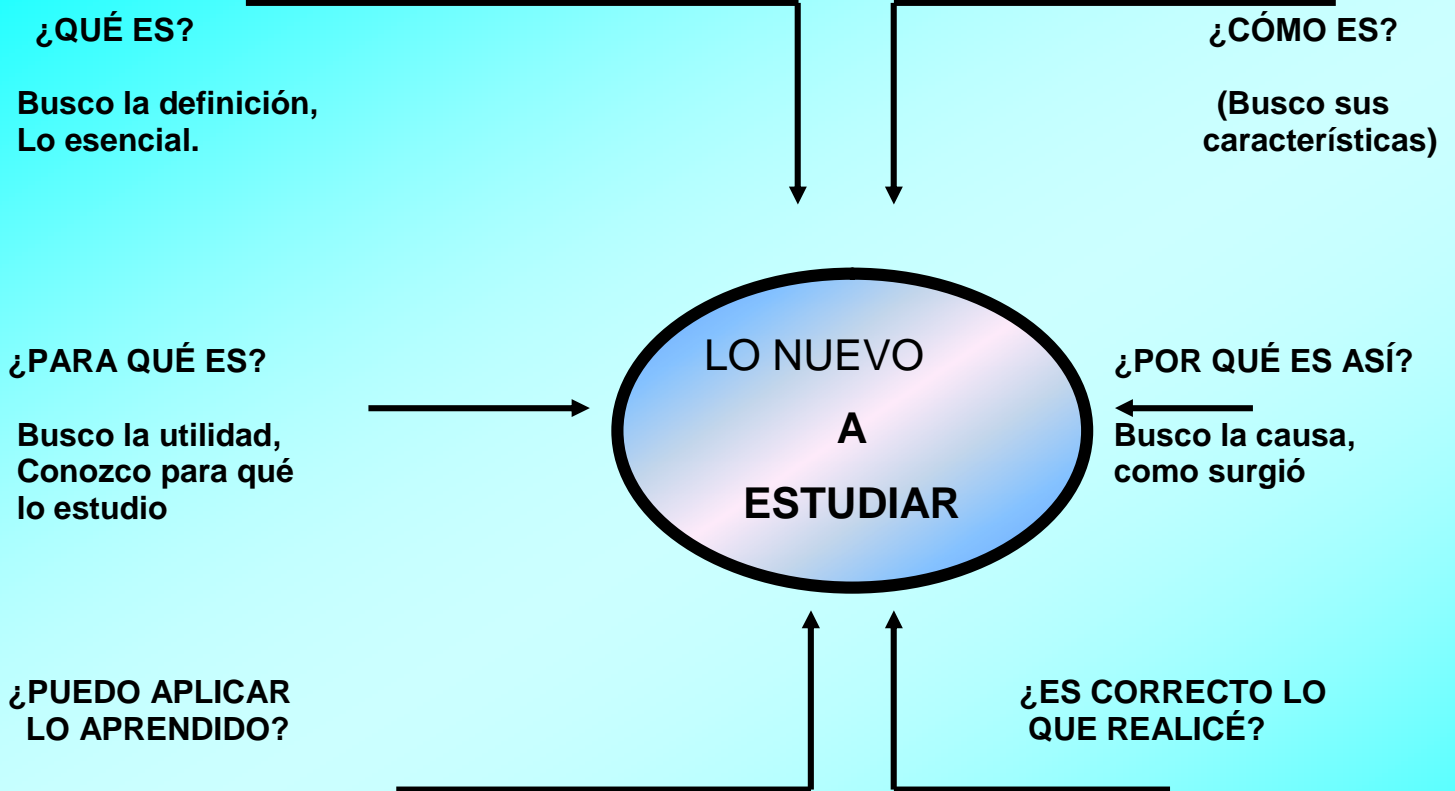 ¿QUÉ ES?
Busco la definición,
Lo esencial.
¿CÓMO ES?
(Busco sus
características)
¿PARA QUÉ ES?
Busco la utilidad,
Conozco para qué
lo estudio
LO NUEVO
A
ESTUDIAR
¿POR QUÉ ES ASÍ?
Busco la causa,
como surgió
¿PUEDO APLICAR
LO APRENDIDO?
¿ES CORRECTO LO
QUE REALICÉ?